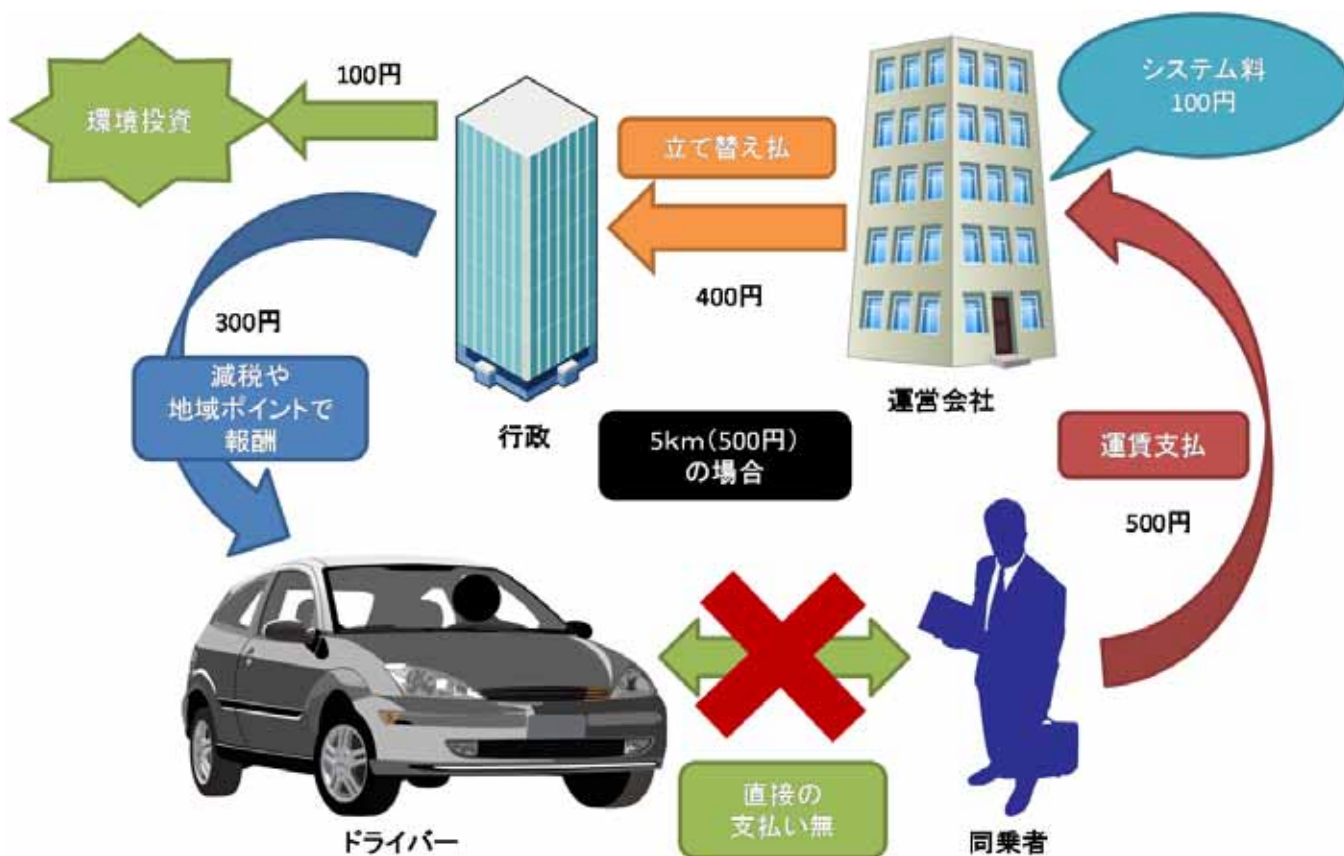 100円
環境投資
システム料
100円
立て替え払
400円
300円
減税や
地域ポイントで
報酬
行政
運営会社
5km(500円)
の場合
運賃支払
500円
直接の
支払い無
ドライバー
同乗者